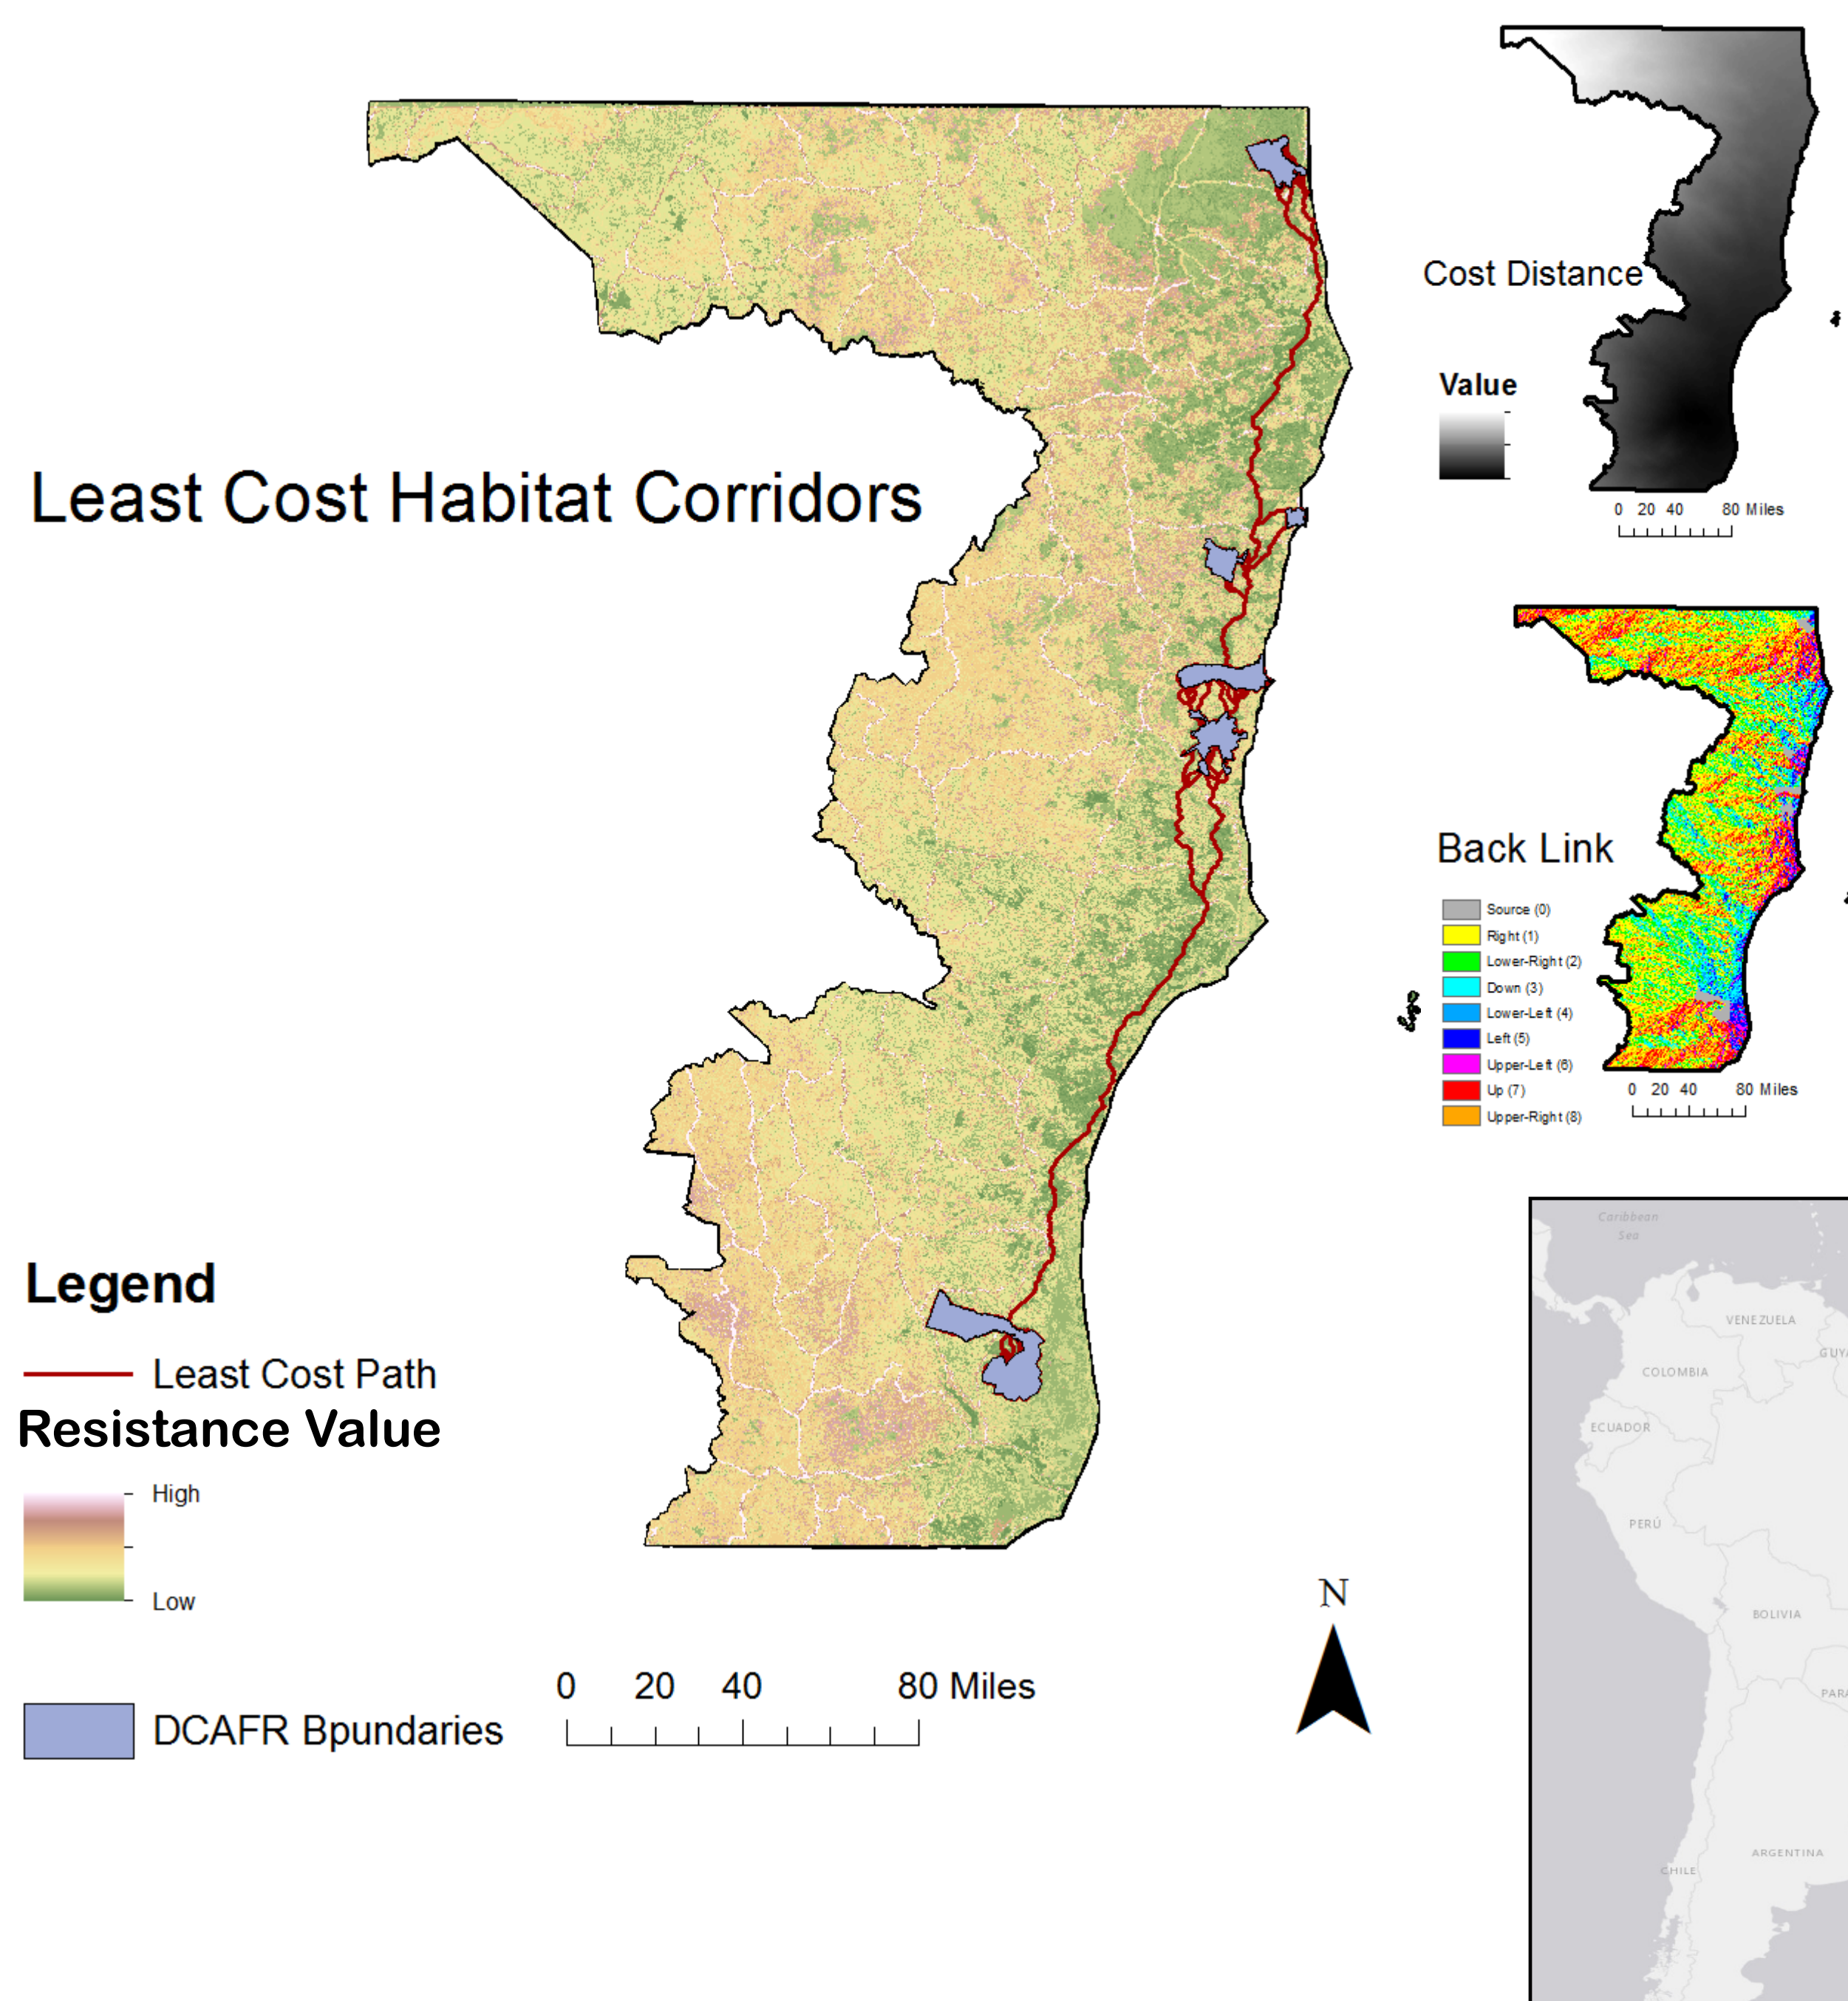 Least Cost Habitat Corridors
Legend
Least Cost Path
Resistance Value
High
Low
DCAFR Bpundaries
0 20 40 80 Miles
N
Cost Distance
Value
0 20 40 80 Miles
Back Link
Source (0)
Right (1)
Lower-Right (2)
Down (3)
Lower-Left (4)
Left (5)
Upper-Left (6)
Up (7)
Upper-Right (8)
0 20 40 80 Miles
Caribbean
Sea
VENEZUELA
GUY
COLOMBIA
ECUADOR
PERÚ
BOLIVIA
PAR
ARGENTINA
CHILE